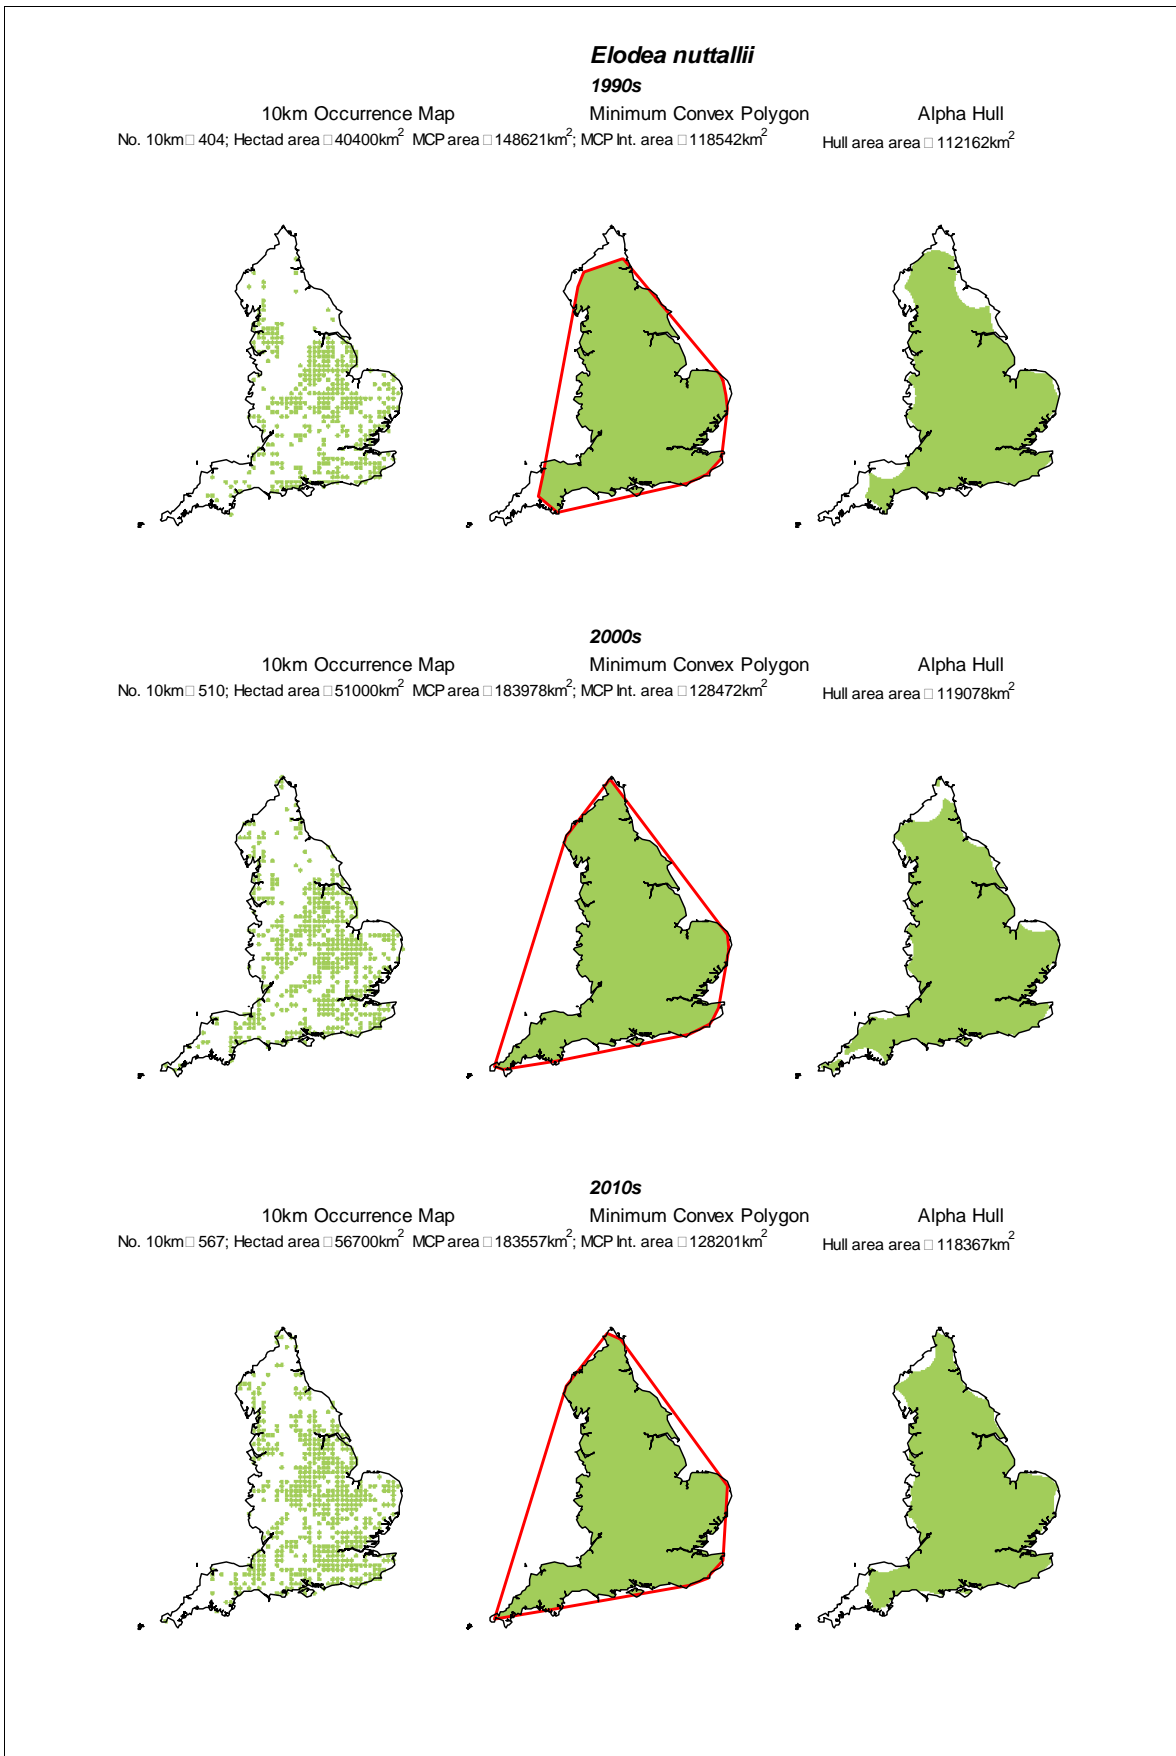 Elodea nuttallii
1990s
10km Occurrence Map Minimum Convex Polygon Alpha Hull
No. 10km□404; Hectad area □40400km² MCP area □148621km²; MCP Int. area □118542km² Hull area area □112162km²
2000s
10km Occurrence Map Minimum Convex Polygon Alpha Hull
No. 10km□510; Hectad area □51000km² MCP area □183978km²; MCP Int. area □128472km² Hull area area □119078km²
2010s
10km Occurrence Map Minimum Convex Polygon Alpha Hull
No. 10km□567; Hectad area □56700km² MCP area □183557km²; MCP Int. area □128201km² Hull area area □118367km²